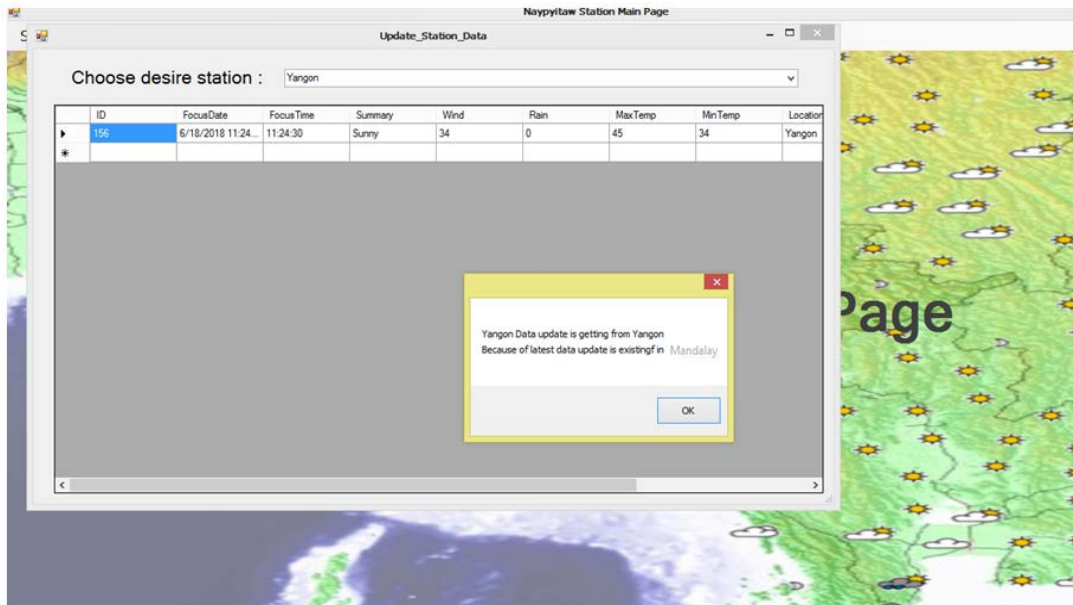 Naypyitaw Station Main Page
S
Update_Station_Data
Choose desire station : Yangon
ID FocusDate FocusTime Summary Wind Rain MaxTemp MinTemp Location
156 6/18/2018 11:24... 11:24:30 Sunny 34 0 45 34 Yangon
Page
Yangon Data update is getting from Yangon
Because of latest data update is existingf in Mandalay
OK